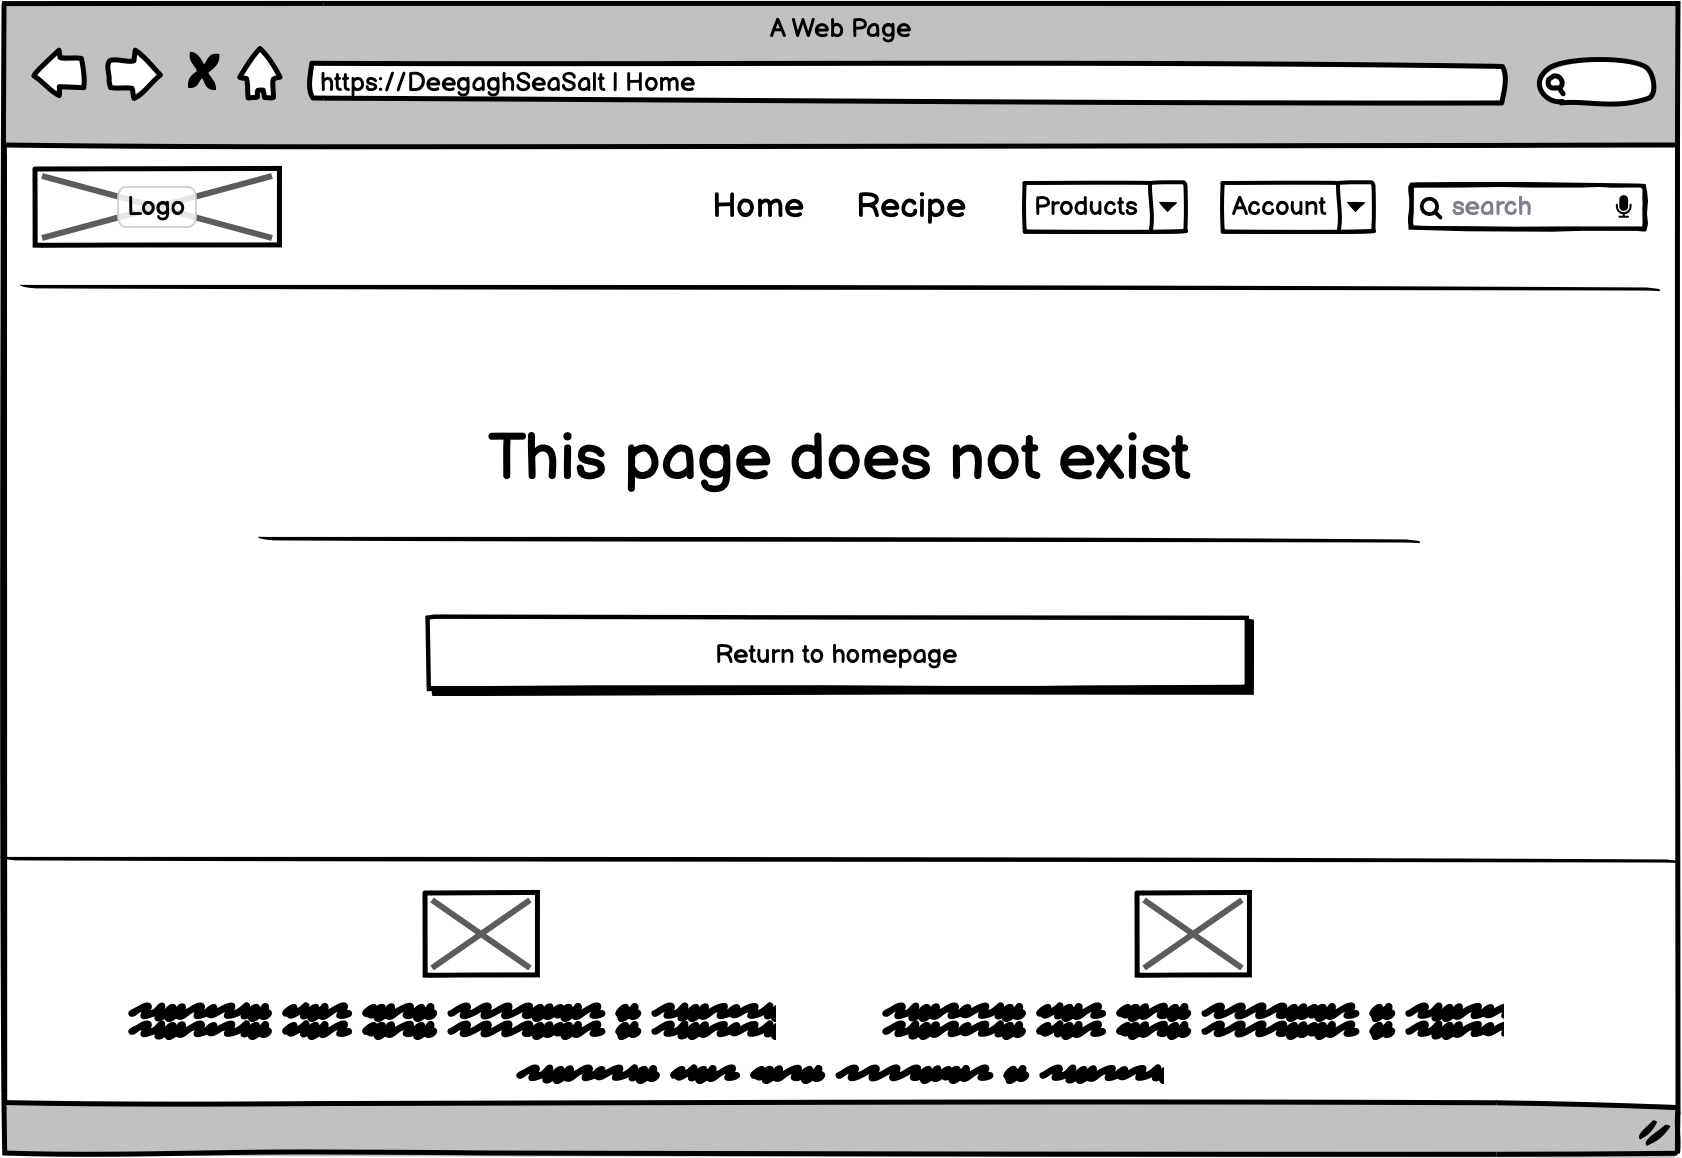 A Web Page
https://DeegaghSeaSalt | Home
Logo
Home Recipe Products Account search
This page does not exist
Return to homepage